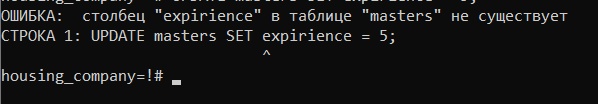 ОШИБКА:  столбец "expirience" в таблице "masters" не существует
СТРОКА 1: UPDATE masters SET expirience = 5;
^
housing_company=!# _